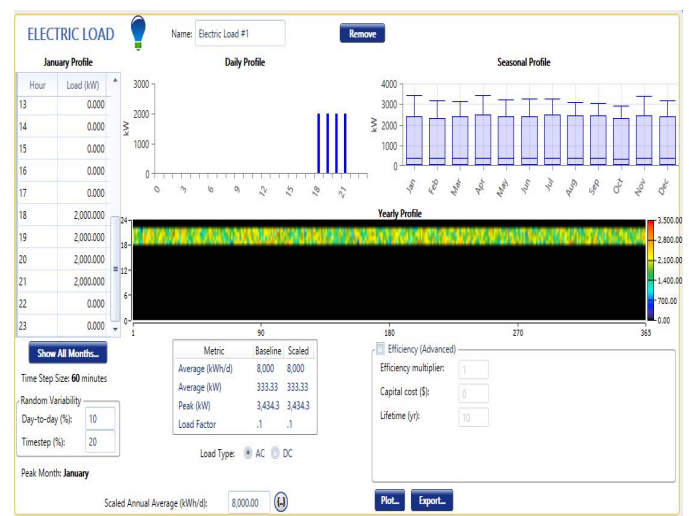 ELECTRIC LOAD
Name: Electric Load #1
Remove
January Profile
Hour Load (kW)
13 0.000
14 0.000
15 0.000
16 0.000
17 0.000
18 2,000.000
19 2,000.000
20 2,000.000
21 2,000.000
22 0.000
23 0.000
Daily Profile
kW
3000
2000
1000
0
0 3 6 9 12 15 18 21
Seasonal Profile
kW
4000
3000
2000
1000
0
Jan Feb Mar Apr May Jun Jul Aug Sep Oct Nov Dec
Yearly Profile
24
18
12
6
0
1 90 180 270 365
3,500.00
2,800.00
2,100.00
1,400.00
700.00
0.00
Show All Months...
Time Step Size: 60 minutes
Random Variability
Day-to-day (%): 10
Timestep (%): 20
Peak Month: January
Metric Baseline Scaled
Average (kWh/d) 8,000 8,000
Average (kW) 333.33 333.33
Peak (kW) 3,434.3 3,434.3
Load Factor .1 .1
Load Type: AC DC
Scaled Annual Average (kWh/d): 8,000.00
Efficiency (Advanced)
Efficiency multiplier: 1
Capital cost ($): 0
Lifetime (yr): 10
Plot... Export...